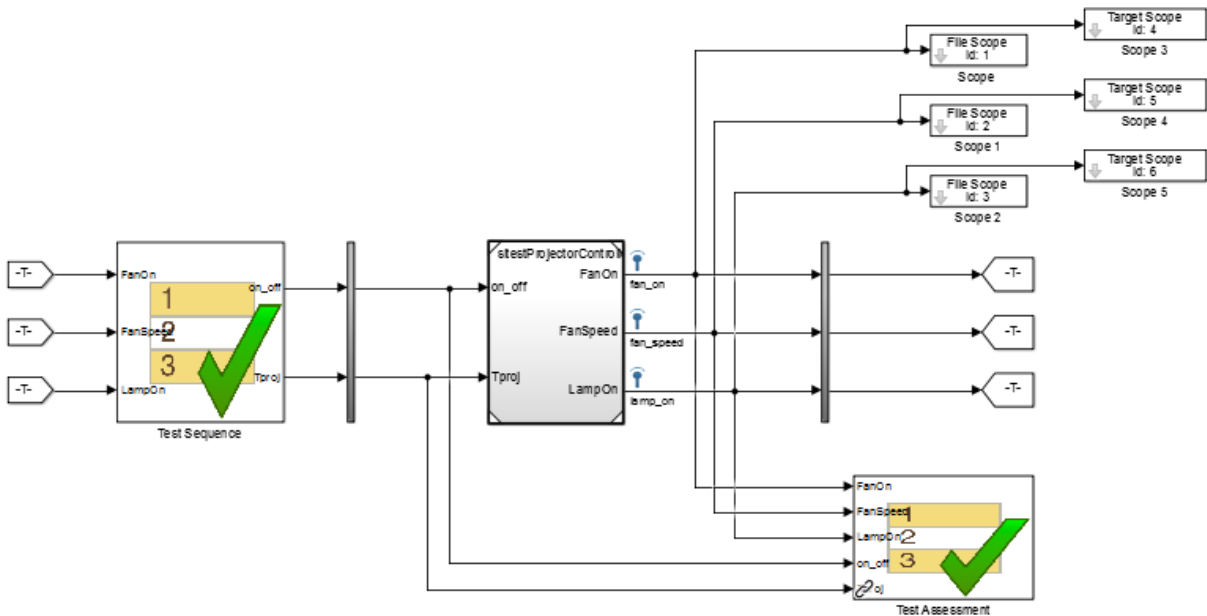 Target Scope
Id: 4
Scope 3
File Scope
Id: 1
Scope
Target Scope
Id: 5
Scope 4
File Scope
Id: 2
Scope 1
Target Scope
Id: 6
Scope 5
File Scope
Id: 3
Scope 2
-T-
-T-
-T-
FanOn
FanSpeed
LampOn
on_off
Tproj
1
2
3
Test Sequence
sltestProjectorControll
on_off
Tproj
FanOn
FanSpeed
LampOn
fan_on
fan_speed
lamp_on
-T-
-T-
-T-
FanOn
FanSpeed
LampOn
on_off
oj
1
2
3
Test Assessment